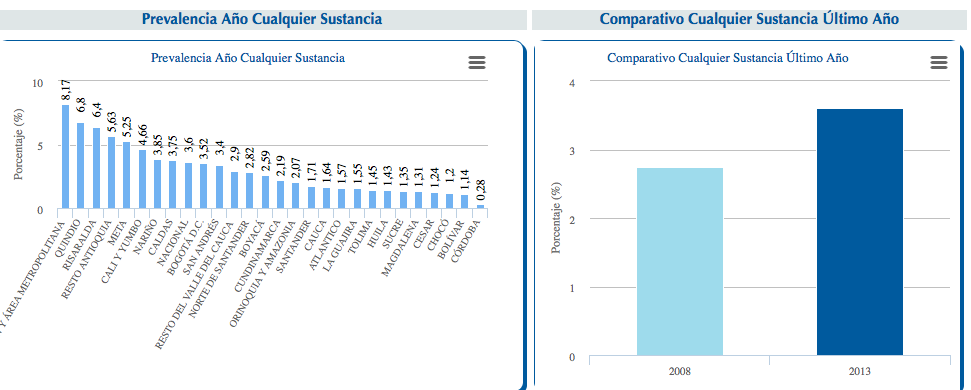 Prevalencia Año Cualquier Sustancia
Prevalencia Año Cualquier Sustancia
Porcentaje (%)
10
5
0
8,17
6,8
6,4
5,63
5,25
4,66
3,85
3,75
3,6
3,52
3,4
2,9
2,82
2,59
2,19
2,07
1,71
1,64
1,57
1,55
1,45
1,43
1,35
1,31
1,24
1,2
1,14
0,28
Y ÁREA METROPOLITANA
QUINDIO
RISARALDA
RESTO ANTIOQUIA
META
CALI Y YUMBO
NARIÑO
CALDAS
NACIONAL
BOGOTÁ D.C.
SAN ANDRÉS
RESTO DEL VALLE DEL CAUCA
NORTE DE SANTANDER
BOYACÁ
CUNDINAMARCA
ORINOQUIA Y AMAZONIA
SANTANDER
CAUCA
ATLANTICO
LA GUAJIRA
TOLIMA
HUILA
SUCRE
MAGDALENA
CESAR
CHOCÓ
BOLÍVAR
CÓRDOBA
Comparativo Cualquier Sustancia Último Año
Comparativo Cualquier Sustancia Último Año
Porcentaje (%)
4
3
2
1
0
2008
2013